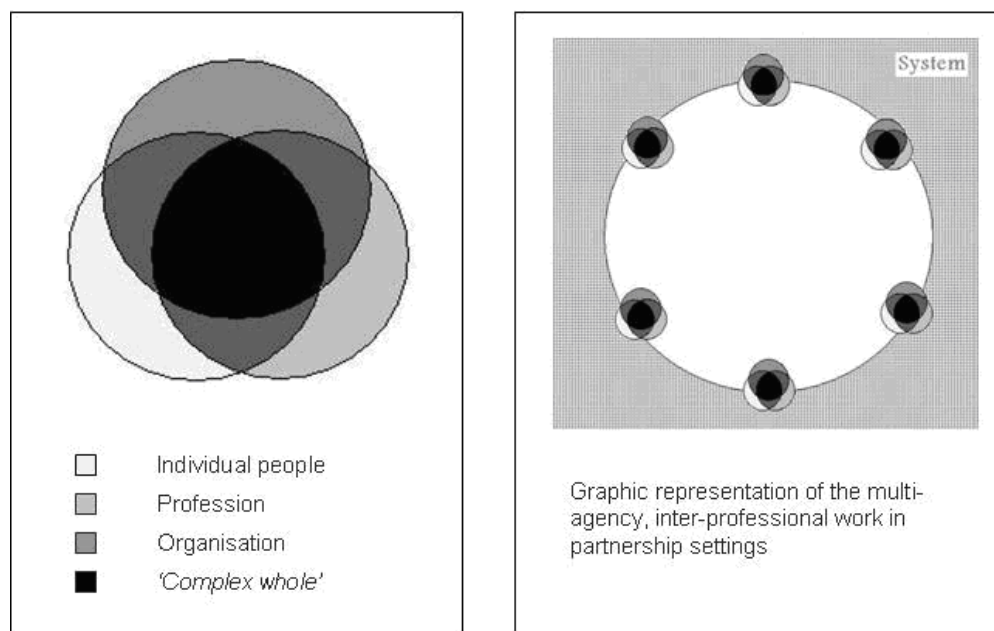 Individual people
Profession
Organisation
‘Complex whole’
System
Graphic representation of the multi-
agency, inter-professional work in
partnership settings